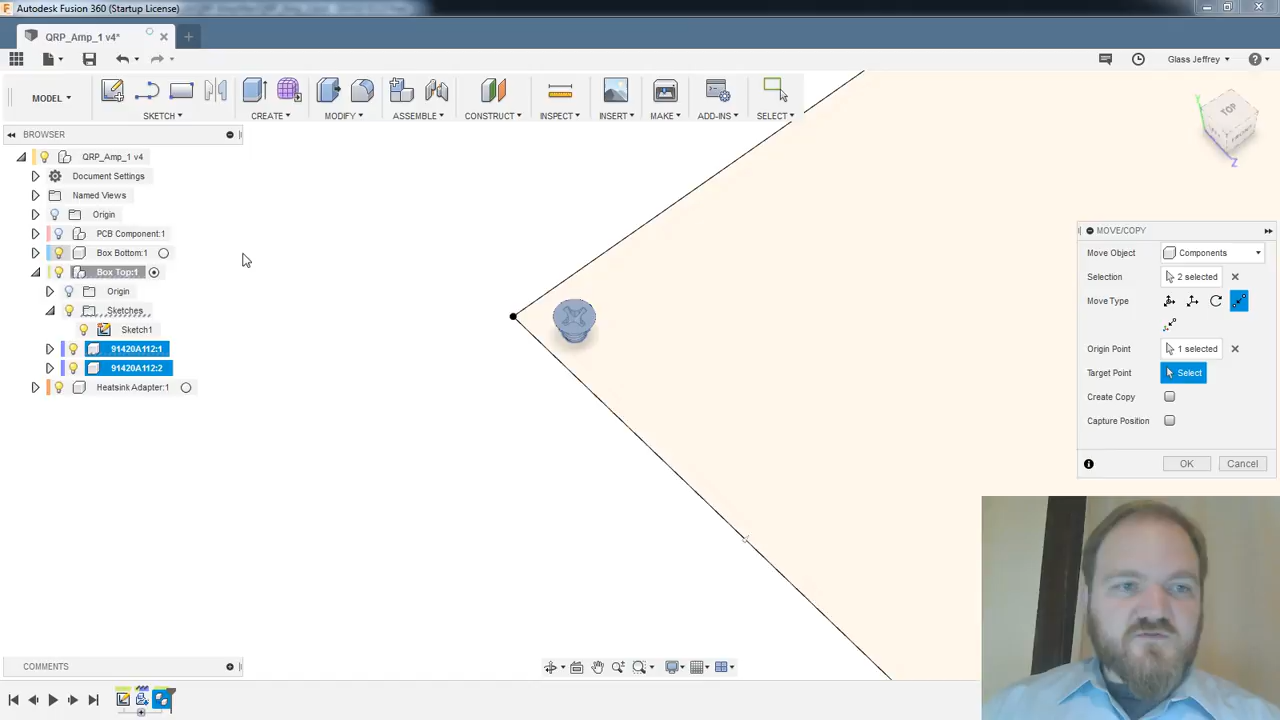 Autodesk Fusion 360 (Startup License)
QRP_Amp_1 v4*
Glass Jeffrey
MODEL
SKETCH
CREATE
MODIFY
ASSEMBLE
CONSTRUCT
INSPECT
INSERT
MAKE
ADD-INS
SELECT
BROWSER
QRP_Amp_1 v4
Document Settings
Named Views
Origin
PCB Component:1
Box Bottom:1
Box Top:1
Origin
Sketches
Sketch1
91420A112:1
91420A112:2
Heatsink Adapter:1
TOP
Z
MOVE/COPY
Move Object Components
Selection 2 selected
Move Type
Origin Point 1 selected
Target Point Select
Create Copy
Capture Position
OK Cancel
COMMENTS